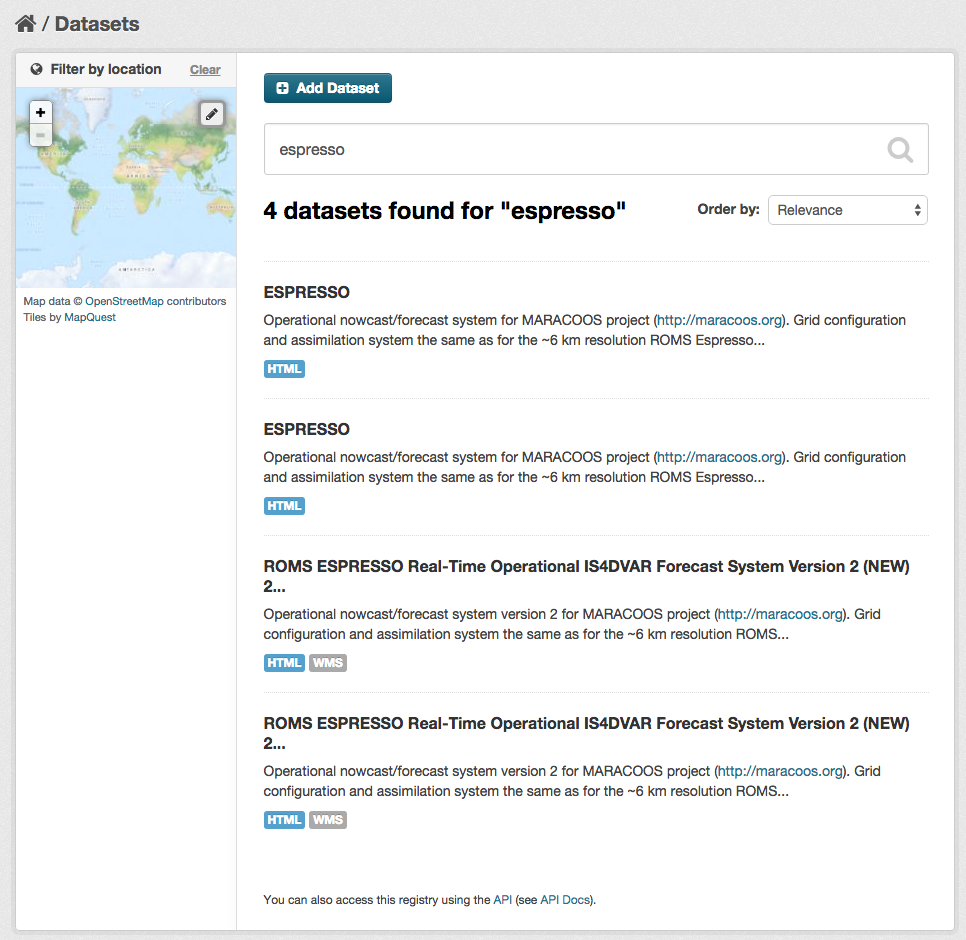 / Datasets
Filter by location Clear
+
AFRICA
ANTARCTICA
Map data © OpenStreetMap contributors
Tiles by MapQuest
Add Dataset
espresso
4 datasets found for "espresso"
Order by: Relevance
ESPRESSO
Operational nowcast/forecast system for MARACOOS project (http://maracoos.org). Grid configuration
and assimilation system the same as for the ~6 km resolution ROMS Espresso...
HTML
ESPRESSO
Operational nowcast/forecast system for MARACOOS project (http://maracoos.org). Grid configuration
and assimilation system the same as for the ~6 km resolution ROMS Espresso...
HTML
ROMS ESPRESSO Real-Time Operational IS4DVAR Forecast System Version 2 (NEW)
2...
Operational nowcast/forecast system version 2 for MARACOOS project (http://maracoos.org). Grid
configuration and assimilation system the same as for the ~6 km resolution ROMS...
HTML WMS
ROMS ESPRESSO Real-Time Operational IS4DVAR Forecast System Version 2 (NEW)
2...
Operational nowcast/forecast system version 2 for MARACOOS project (http://maracoos.org). Grid
configuration and assimilation system the same as for the ~6 km resolution ROMS...
HTML WMS
You can also access this registry using the API (see API Docs).